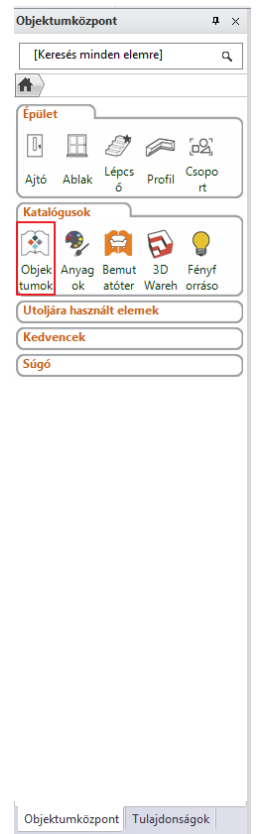 Objektumközpont
[Keresés minden elemre]
Épület
Ajtó Ablak Lépcs
ő Profil Csopo
rt
Katalógusok
Objek
tumok Anyag
ok Bemut
atóter 3D
Wareh Fényf
orráso
Utoljára használt elemek
Kedvencek
Súgó
Objektumközpont Tulajdonságok